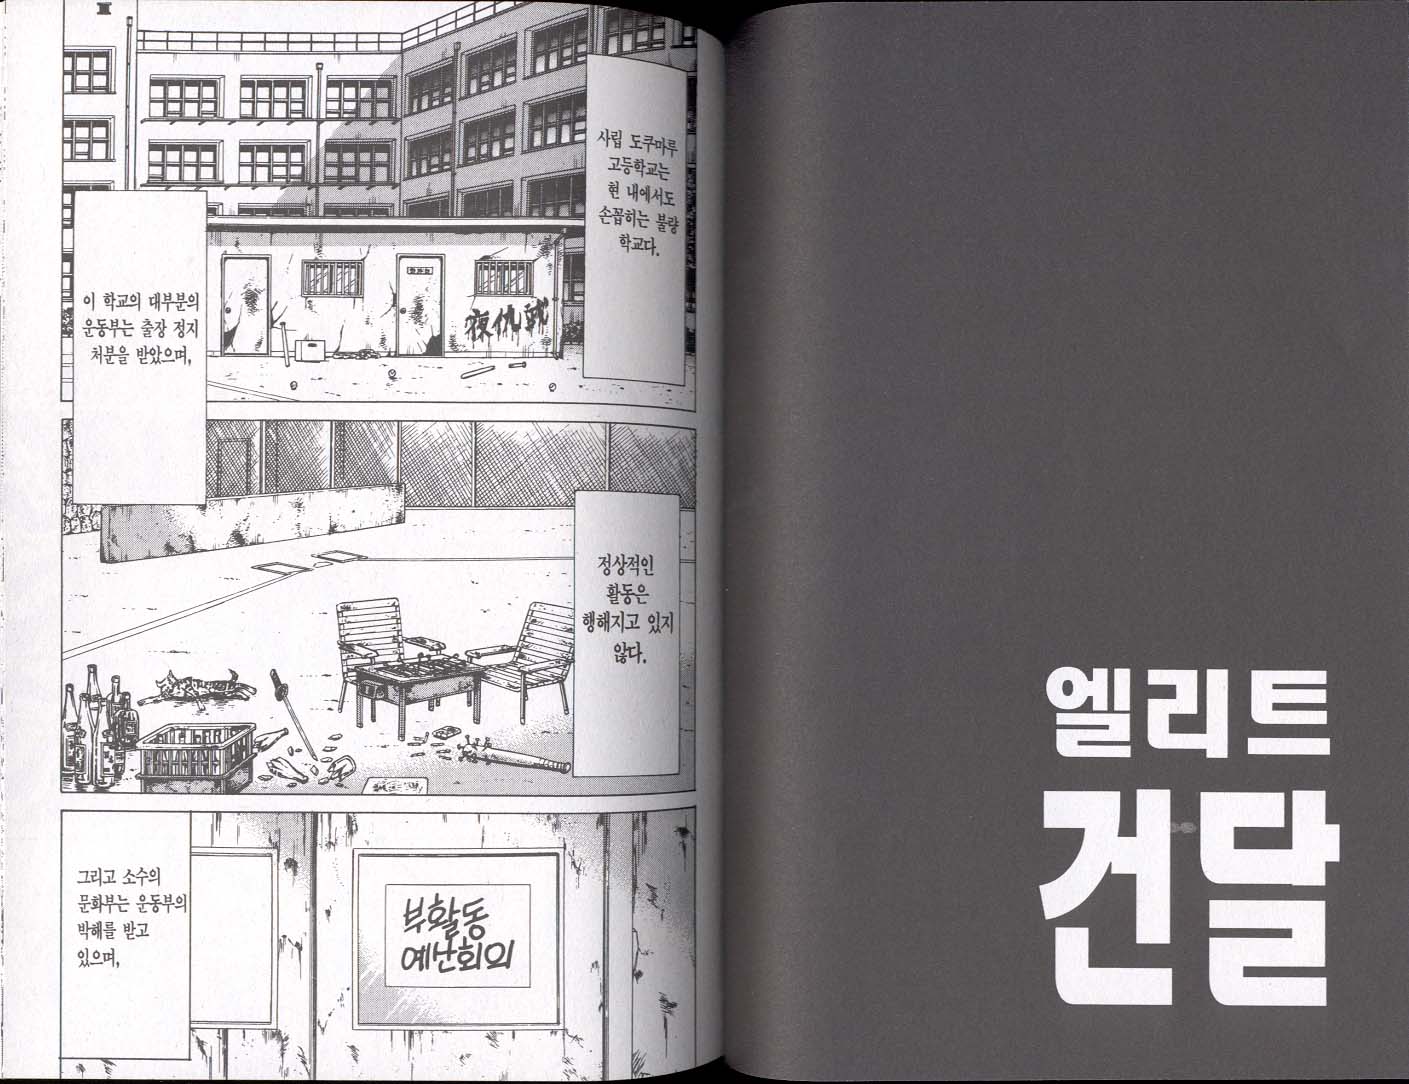 엘리트
건달
사립 도쿠마루
고등학교는
현 내에서도
손꼽히는 불량
학교다.
이 학교의 대부분의
운동부는 출장 정지
처분을 받았으며,
復仇戰
정상적인
활동은
행해지고 있지
않다.
그리고 소수의
문화부는 운동부의
박해를 받고
있으며,
부활동
예산회의